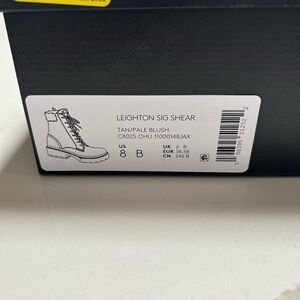 LEIGHTON SIG SHEAR
TAN/PALE BLUSH
CX025 OHU 11000148JAX
US
8 B
UK 6 B
EUR 38.5B
CN 245 B